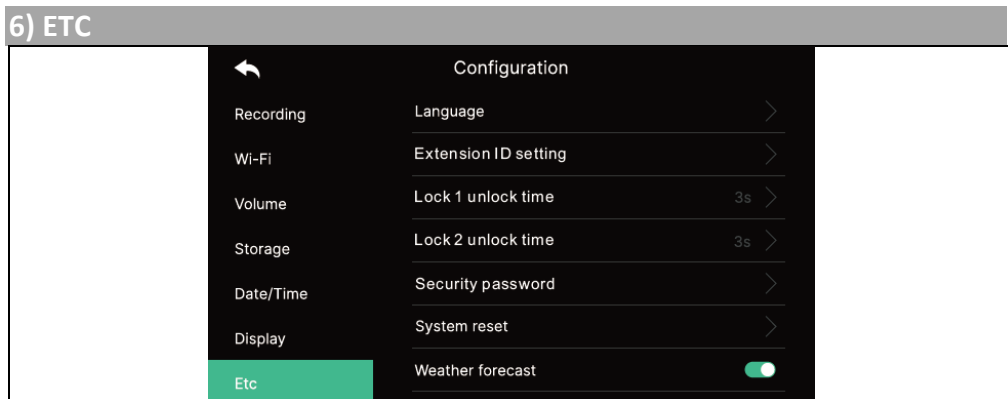 6) ETC
Configuration
Recording
Wi-Fi
Volume
Storage
Date/Time
Display
Etc
Language
Extension ID setting
Lock 1 unlock time 3s
Lock 2 unlock time 3s
Security password
System reset
Weather forecast